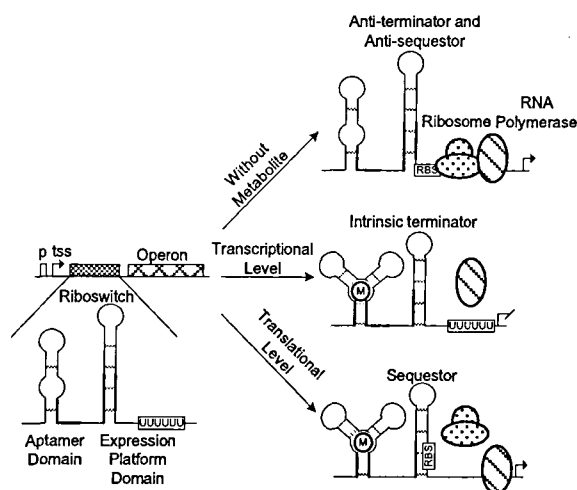 Anti-terminator and
Anti-sequestor
RNA
Ribosome Polymerase
RBS
Without
Metabolite
p tss
Operon
Riboswitch
Transcriptional
Level
Intrinsic terminator
M
UUUUUU
Translational
Level
Sequestor
M
RBS
UUUUUU
Aptamer
Domain
Expression
Platform
Domain